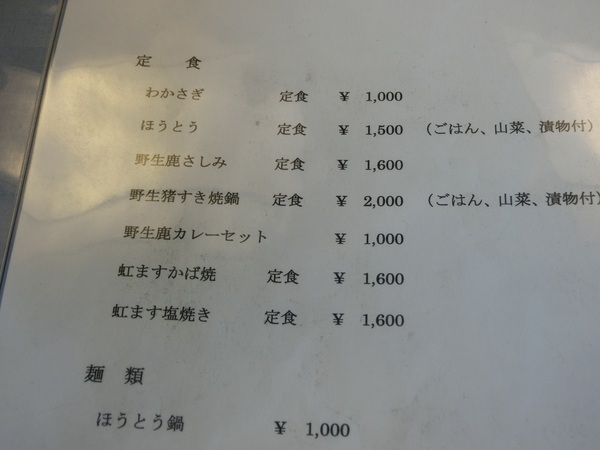 定　食
わかさぎ　定食　¥　1,000
ほうとう　定食　¥　1,500　（ごはん、山菜、漬物付）
野生鹿さしみ　定食　¥　1,600
野生猪すき焼鍋　定食　¥　2,000　（ごはん、山菜、漬物付）
野生鹿カレーセット　¥　1,000
虹ますかば焼　定食　¥　1,600
虹ます塩焼き　定食　¥　1,600
麺　類
ほうとう鍋　¥　1,000